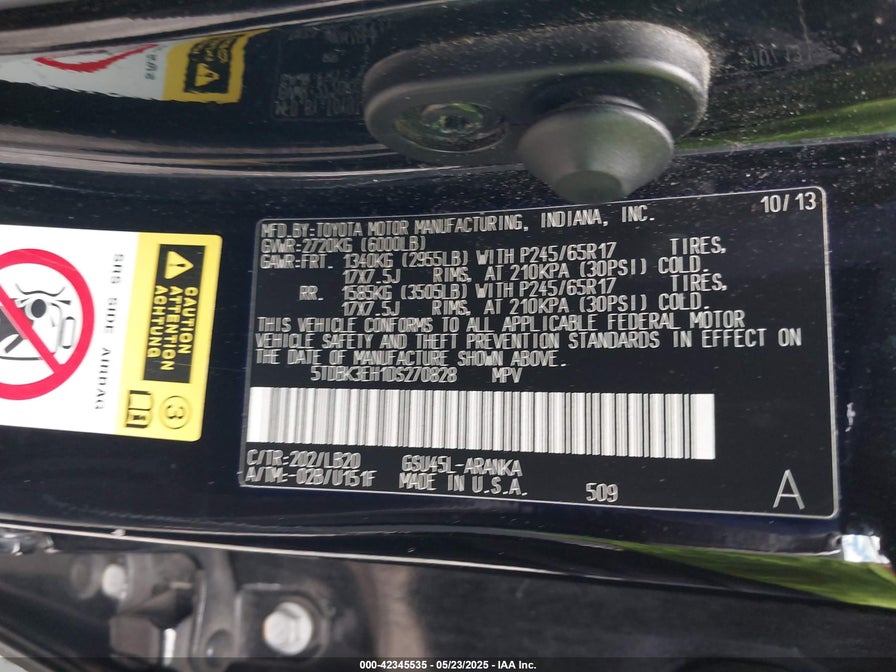 10/13
MFD.BY:TOYOTA MOTOR MANUFACTURING, INDIANA, INC.
GVWR-2720KG (6000LB)
GAWR-FRT. 1340KG (2955LB) WITH P245/65R17 TIRES,
17X7.5J RIMS, AT 210KPA (30PSI) COLD.
RR. 1585KG (3505LB) WITH P245/65R17 TIRES,
17X7.5J RIMS, AT 210KPA (30PSI) COLD.
THIS VEHICLE CONFORMS TO ALL APPLICABLE FEDERAL MOTOR
VEHICLE SAFETY AND THEFT PREVENTION STANDARDS IN EFFECT ON
THE DATE OF MANUFACTURE SHOWN ABOVE.
5TDBK3EH1DS270828 MPV
C/TR-202/LB20 GSU45L-ARANKA
A/TM-02B/U151F MADE IN U.S.A. 509
A
CAUTION
ATTENTION
ACHTUNG
SRS SIDE AIRBAG
3
000-42345535 - 05/23/2025 - IAA Inc.